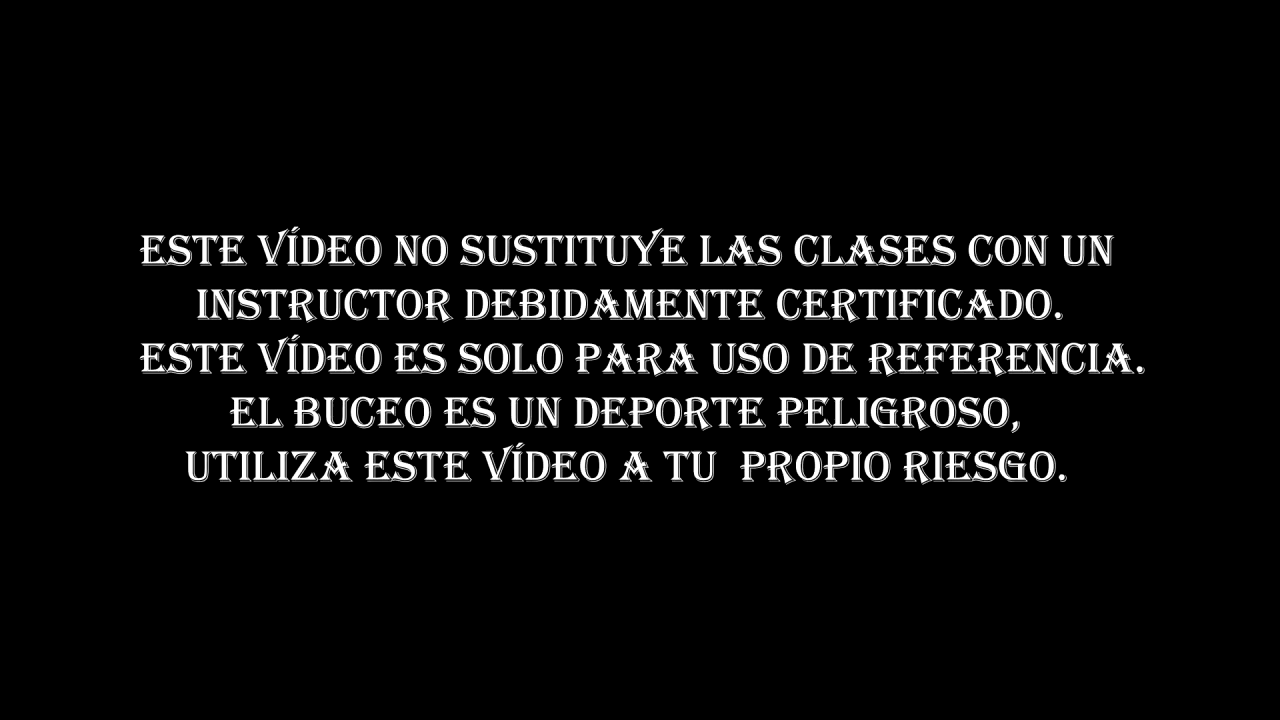 ESTE VÍDEO NO SUSTITUYE LAS CLASES CON UN
INSTRUCTOR DEBIDAMENTE CERTIFICADO.
ESTE VÍDEO ES SOLO PARA USO DE REFERENCIA.
EL BUCEO ES UN DEPORTE PELIGROSO,
UTILIZA ESTE VÍDEO A TU PROPIO RIESGO.